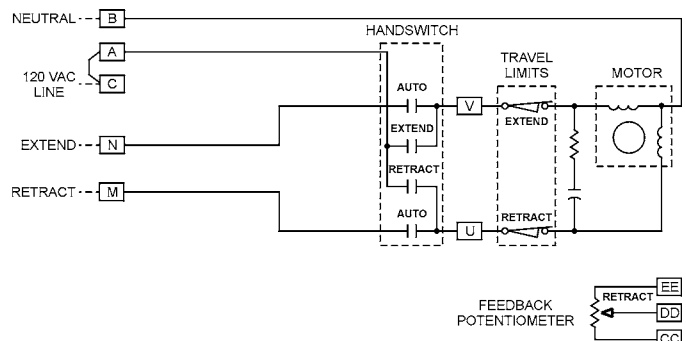 NEUTRAL B
HANDSWITCH
A
TRAVEL
LIMITS
MOTOR
120 VAC
LINE
C
AUTO
V
EXTEND
EXTEND
EXTEND N
RETRACT
RETRACT M
AUTO
U
RETRACT
FEEDBACK
POTENTIOMETER
RETRACT
EE
DD
CC